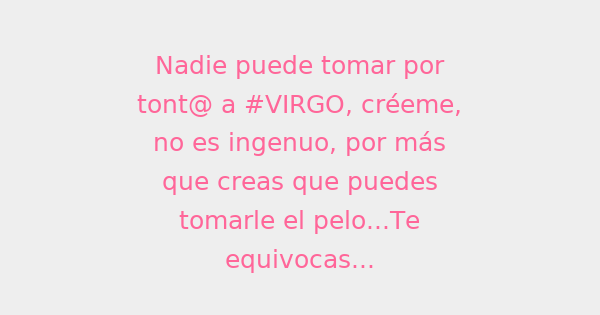 Nadie puede tomar por
tont@ a #VIRGO, créeme,
no es ingenuo, por más
que creas que puedes
tomarle el pelo...Te
equivocas...